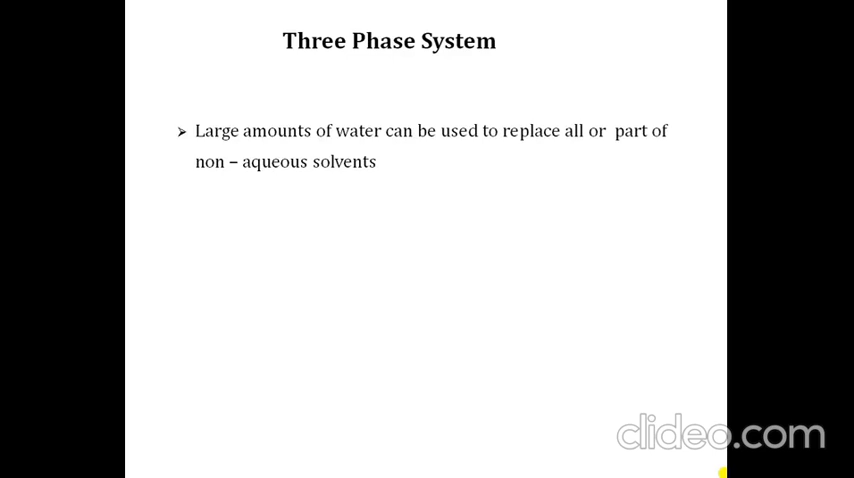 Three Phase System
➢ Large amounts of water can be used to replace all or part of
non – aqueous solvents
clideo.com